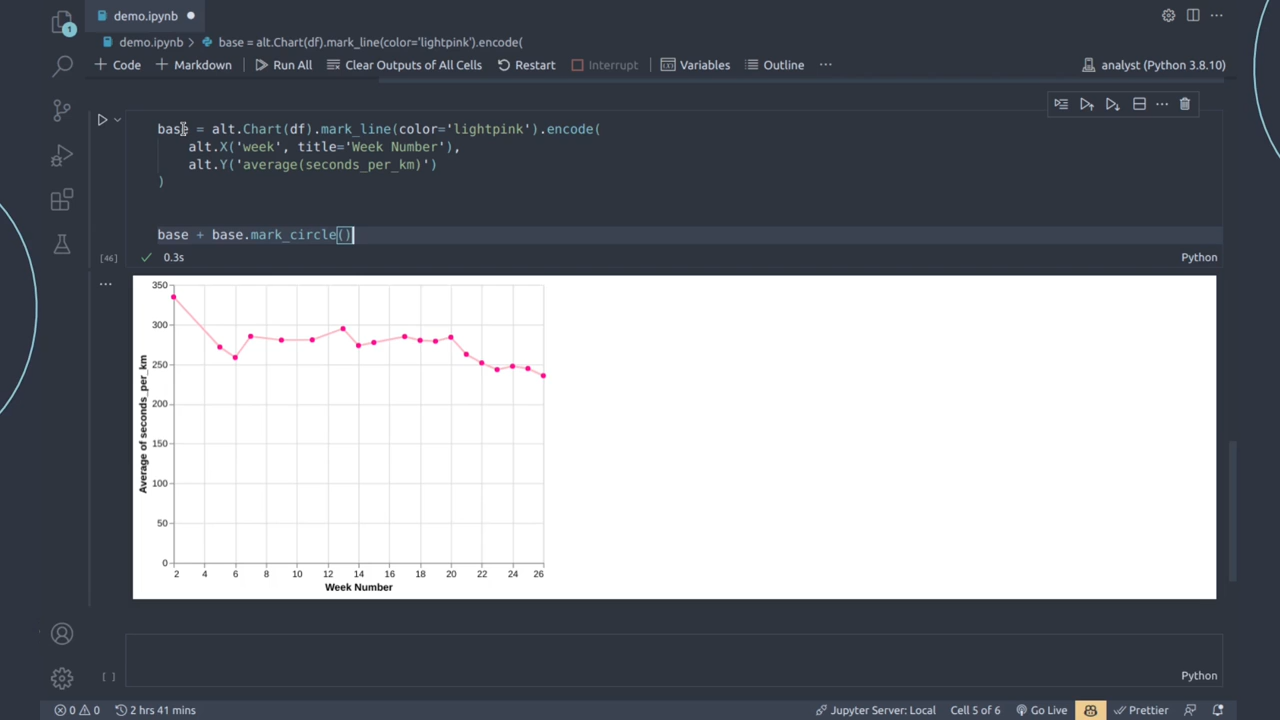 demo.ipynb
demo.ipynb > base = alt.Chart(df).mark_line(color='lightpink').encode(
+ Code + Markdown Run All Clear Outputs of All Cells Restart Interrupt Variables Outline ... analyst (Python 3.8.10)
1
base = alt.Chart(df).mark_line(color='lightpink').encode(
alt.X('week', title='Week Number'),
alt.Y('average(seconds_per_km)')
)
base + base.mark_circle()
[46] 0.3s Python
350
300
250
200
150
100
50
0
Average of seconds_per_km
2 4 6 8 10 12 14 16 18 20 22 24 26
Week Number
[ ] Python
0 0 2 hrs 41 mins Jupyter Server: Local Cell 5 of 6 Go Live Prettier